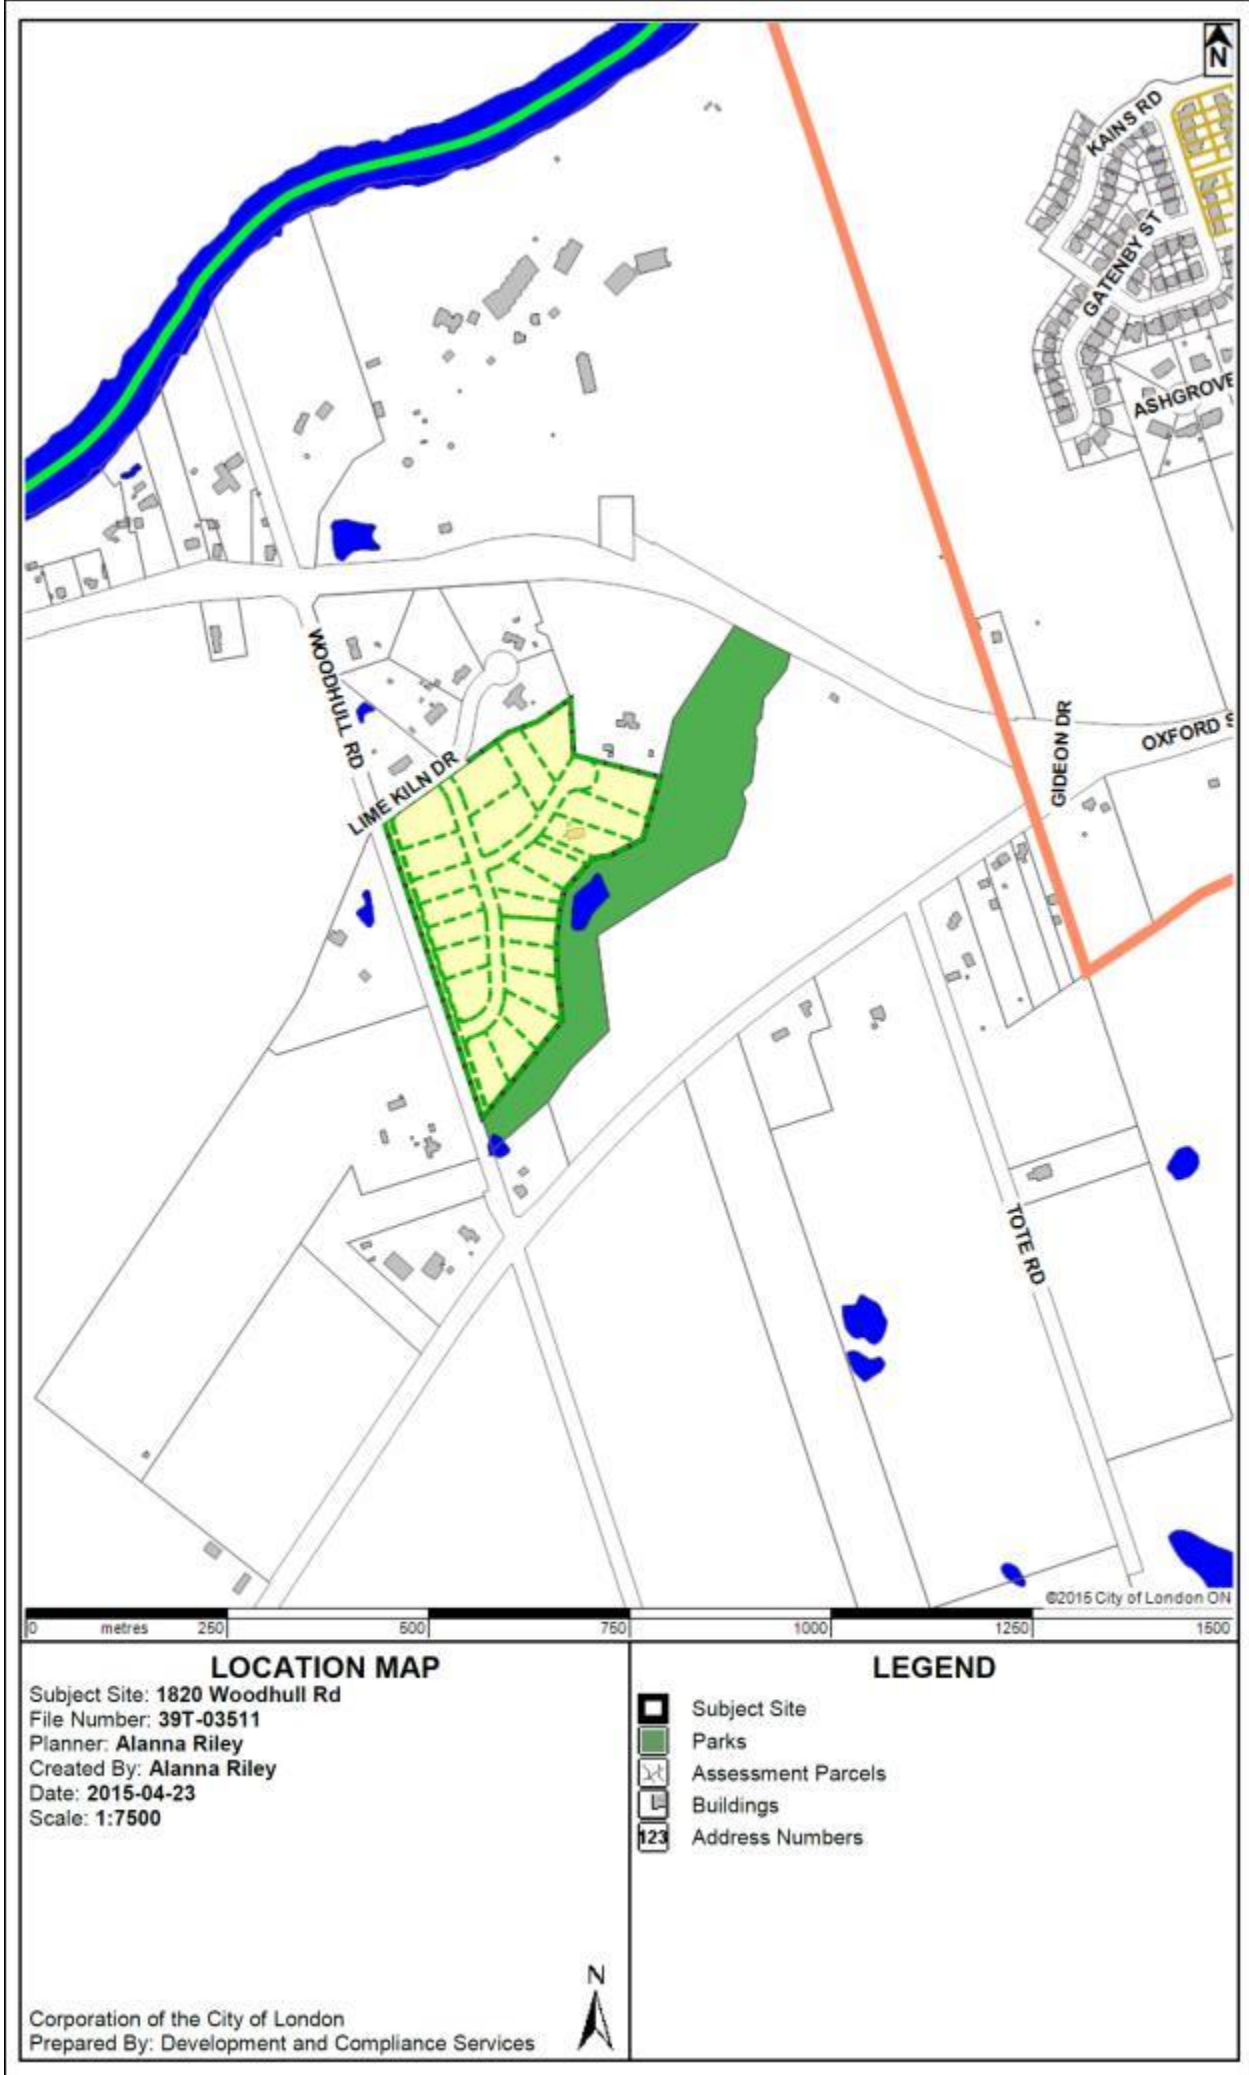 N
KAINS RD
GATENBY ST
ASHGROVE
WOODHULL RD
LIME KILN DR
GIDEON DR
OXFORD S
TOTE RD
©2015 City of London ON
0 metres 250 500 750 1000 1250 1500
LOCATION MAP
Subject Site: 1820 Woodhull Rd
File Number: 39T-03511
Planner: Alanna Riley
Created By: Alanna Riley
Date: 2015-04-23
Scale: 1:7500
N
Corporation of the City of London
Prepared By: Development and Compliance Services
LEGEND
Subject Site
Parks
Assessment Parcels
Buildings
123 Address Numbers